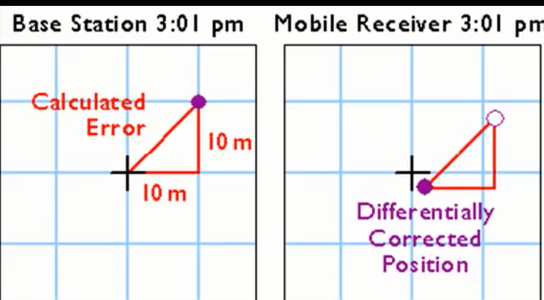 Base Station 3:01 pm
Mobile Receiver 3:01 pm
Calculated
Error
10 m
10 m
Differentially
Corrected
Position